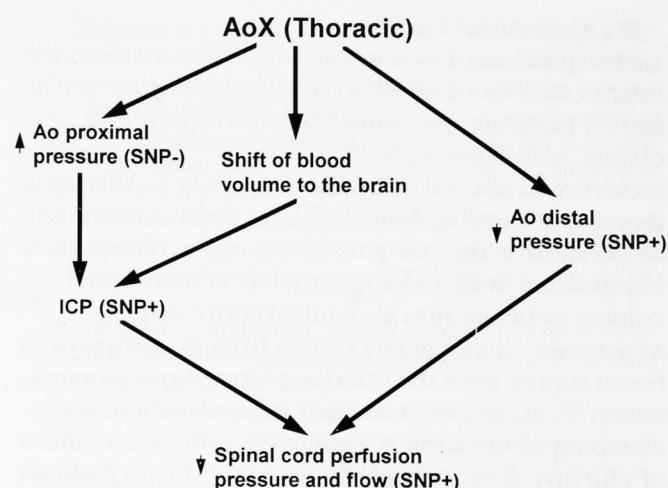 AoX (Thoracic)
Ao proximal
pressure (SNP-)
Shift of blood
volume to the brain
Ao distal
pressure (SNP+)
ICP (SNP+)
Spinal cord perfusion
pressure and flow (SNP+)